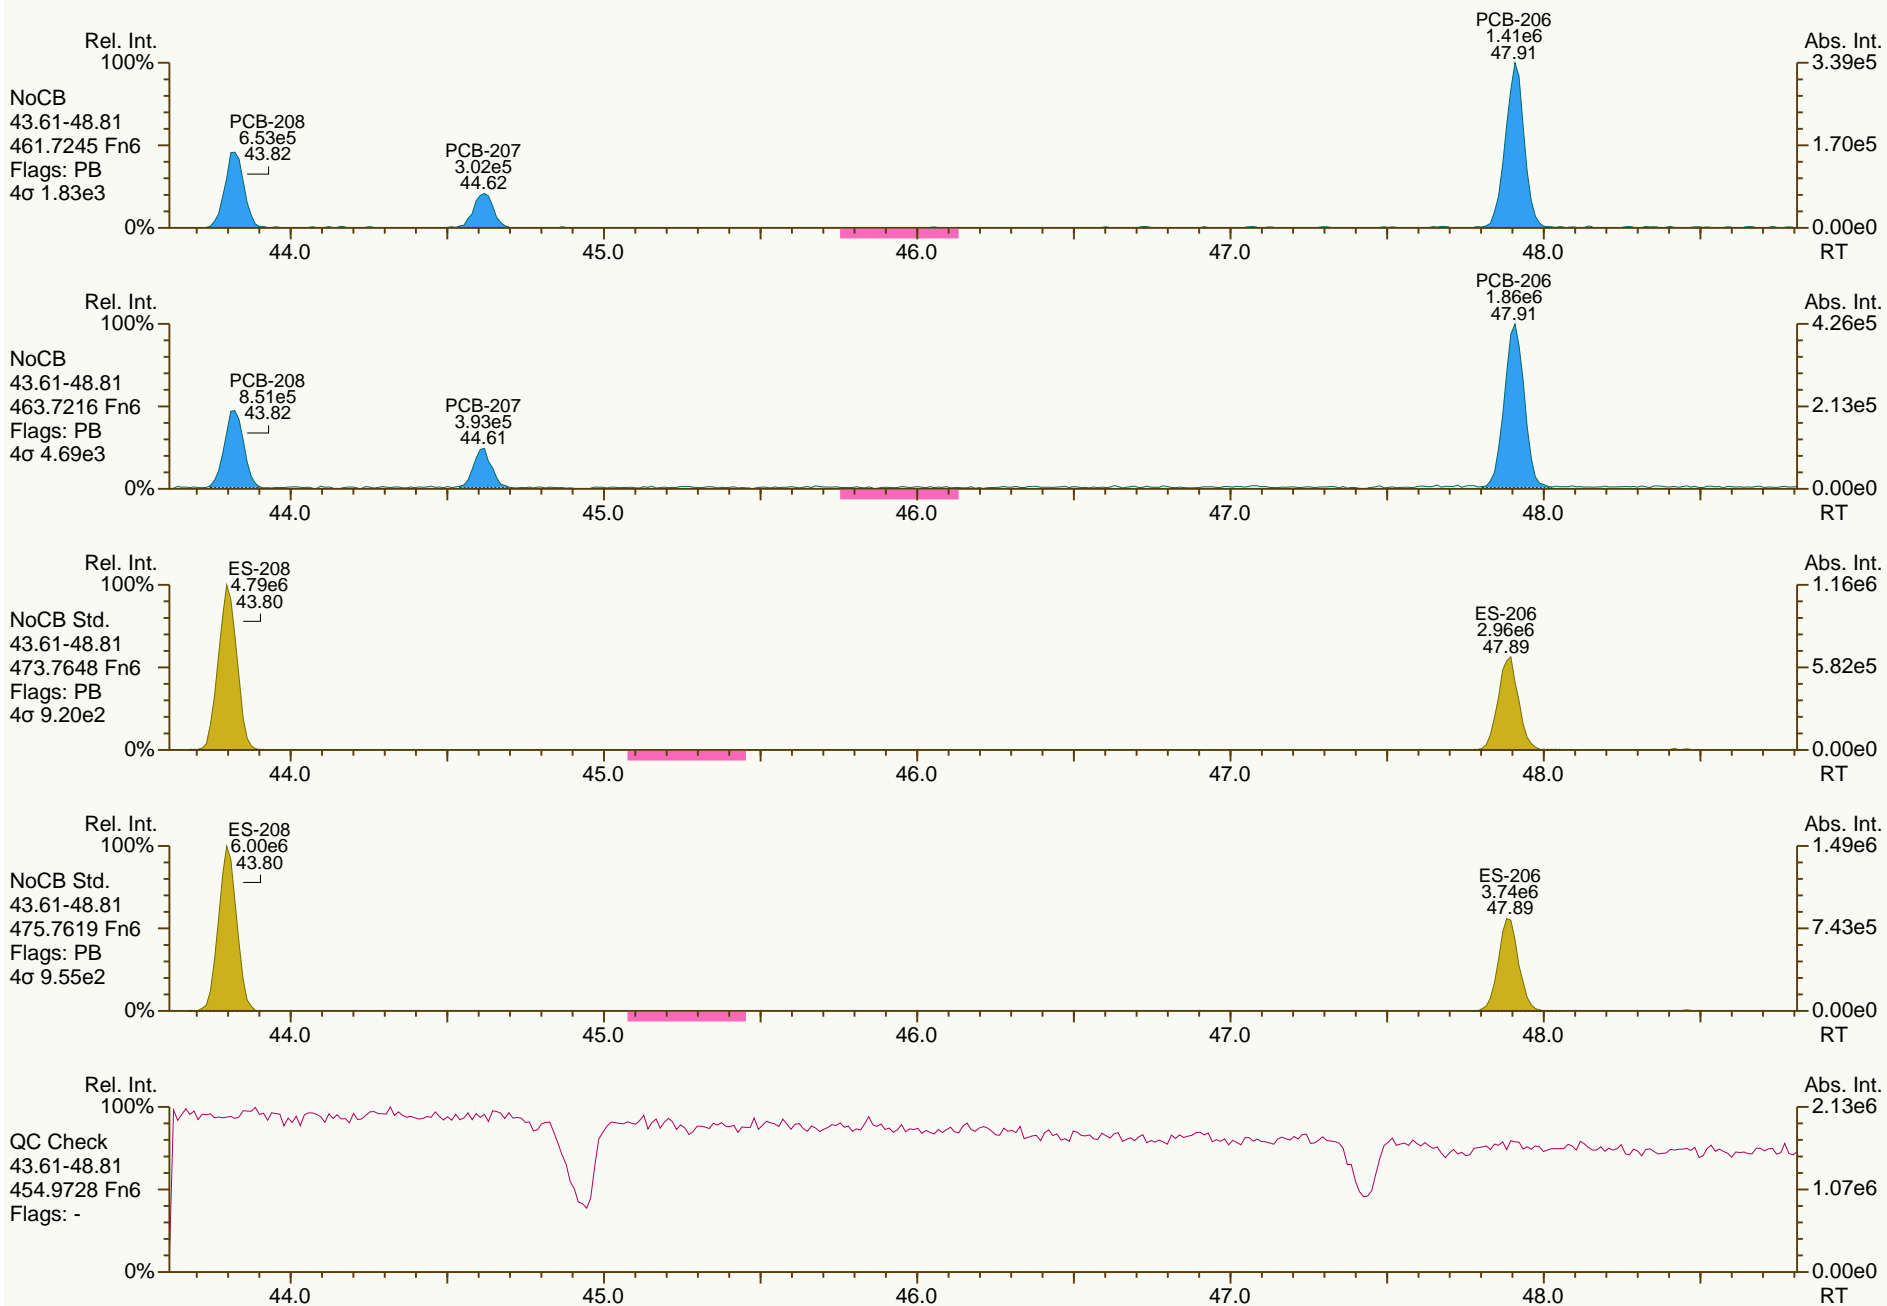 Rel. Int.
100%
0%
NoCB
43.61-48.81
461.7245 Fn6
Flags: PB
4σ 1.83e3
PCB-208
6.53e5
43.82
PCB-207
3.02e5
44.62
PCB-206
1.41e6
47.91
Abs. Int.
3.39e5
1.70e5
0.00e0
44.0 45.0 46.0 47.0 48.0 RT
Rel. Int.
100%
0%
NoCB
43.61-48.81
463.7216 Fn6
Flags: PB
4σ 4.69e3
PCB-208
8.51e5
43.82
PCB-207
3.93e5
44.61
PCB-206
1.86e6
47.91
Abs. Int.
4.26e5
2.13e5
0.00e0
44.0 45.0 46.0 47.0 48.0 RT
Rel. Int.
100%
0%
NoCB Std.
43.61-48.81
473.7648 Fn6
Flags: PB
4σ 9.20e2
ES-208
4.79e6
43.80
ES-206
2.96e6
47.89
Abs. Int.
1.16e6
5.82e5
0.00e0
44.0 45.0 46.0 47.0 48.0 RT
Rel. Int.
100%
0%
NoCB Std.
43.61-48.81
475.7619 Fn6
Flags: PB
4σ 9.55e2
ES-208
6.00e6
43.80
ES-206
3.74e6
47.89
Abs. Int.
1.49e6
7.43e5
0.00e0
44.0 45.0 46.0 47.0 48.0 RT
Rel. Int.
100%
0%
QC Check
43.61-48.81
454.9728 Fn6
Flags: -
Abs. Int.
2.13e6
1.07e6
0.00e0
44.0 45.0 46.0 47.0 48.0 RT